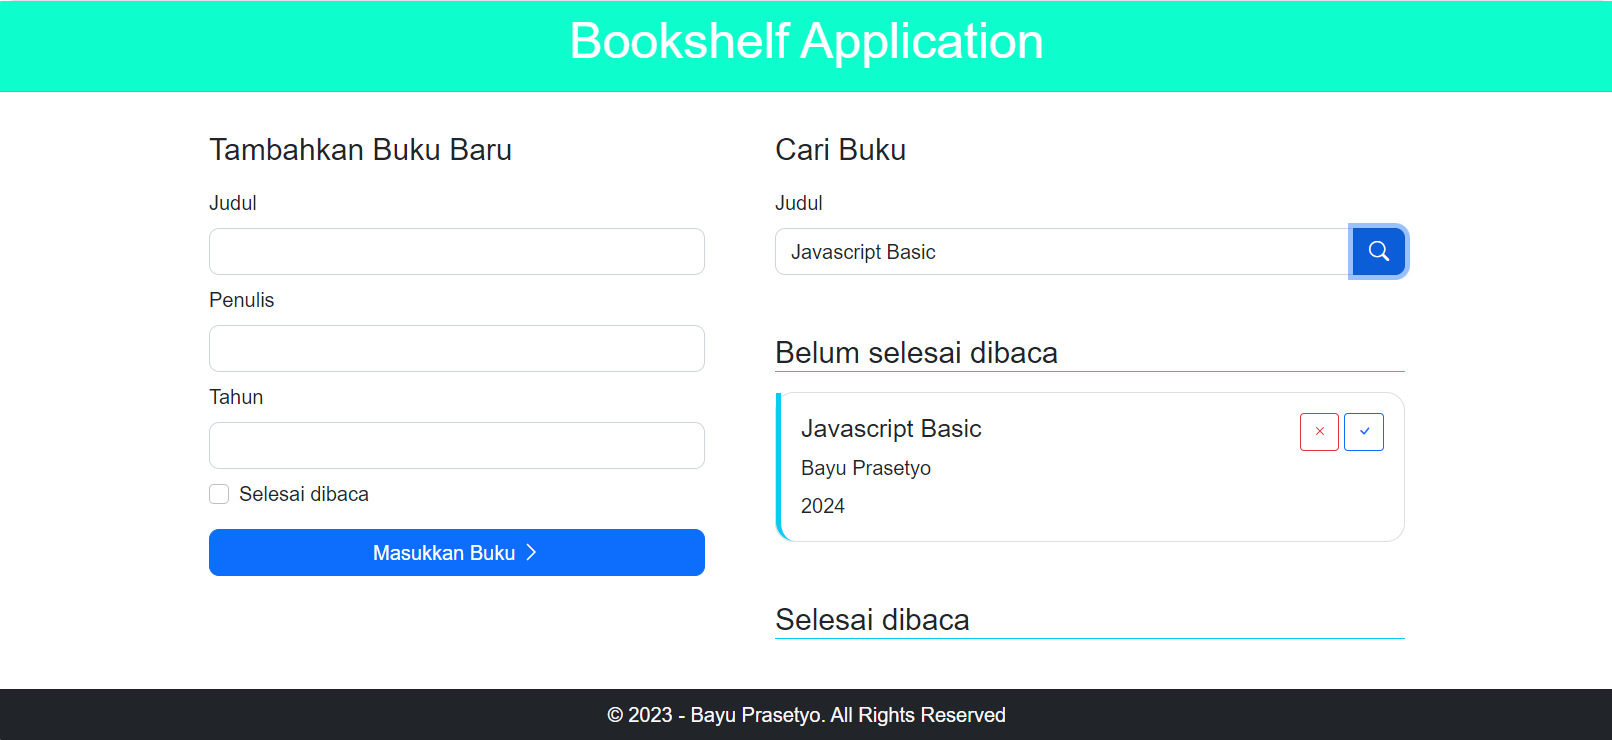 Bookshelf Application
Tambahkan Buku Baru
Judul
Penulis
Tahun
Selesai dibaca
Masukkan Buku
Cari Buku
Judul
Javascript Basic
Belum selesai dibaca
Javascript Basic
Bayu Prasetyo
2024
Selesai dibaca
© 2023 - Bayu Prasetyo. All Rights Reserved